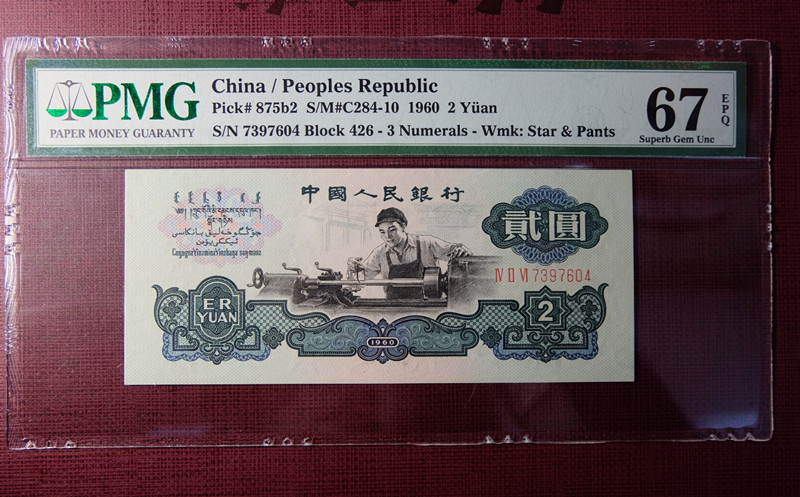 PMG
PAPER MONEY GUARANTY
China / Peoples Republic
Pick# 875b2 S/M#C284-10 1960 2 Yüan
S/N 7397604 Block 426 - 3 Numerals - Wmk: Star & Pants
67
EPQ
Superb Gem Unc
中國人民銀行
貳圓
IV II VI 7397604
ER
YUAN
1960
2